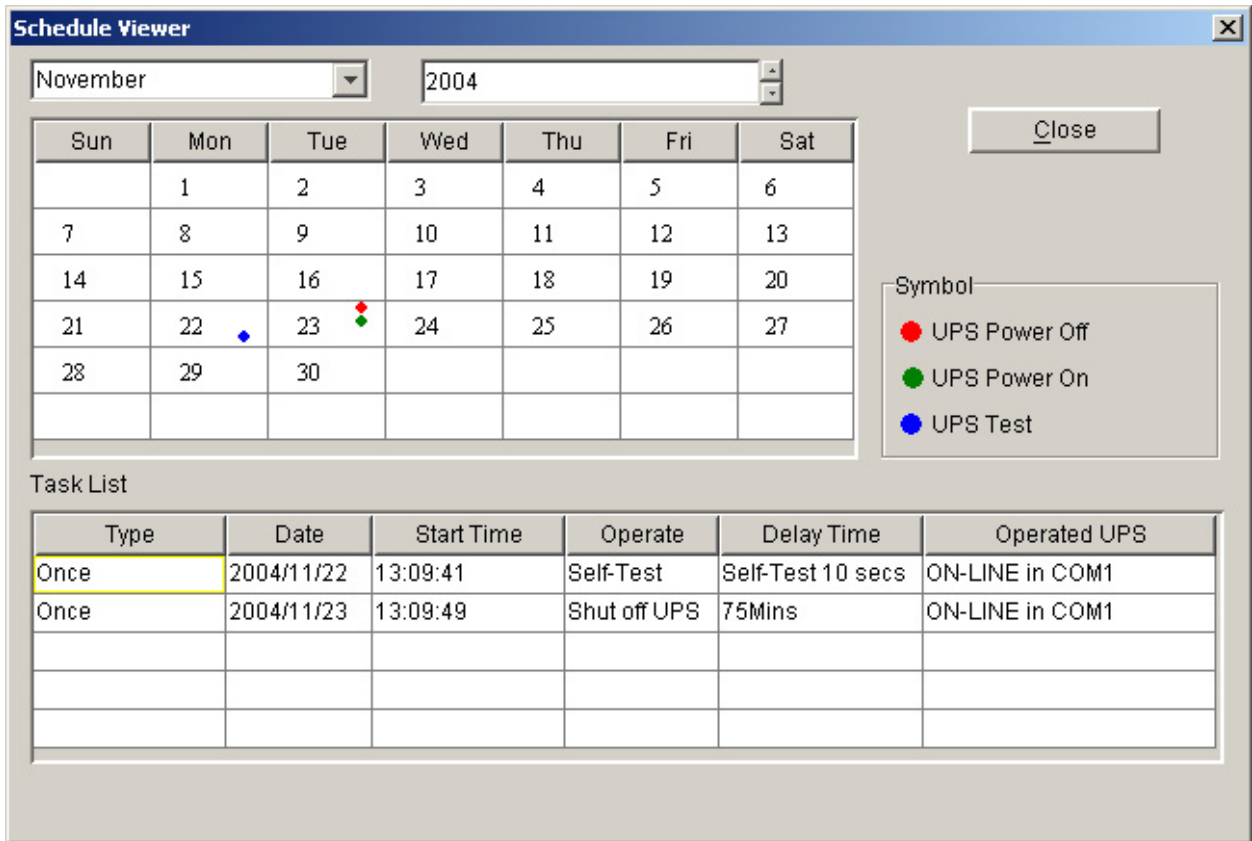 Schedule Viewer
November 2004
Close
Sun Mon Tue Wed Thu Fri Sat
1 2 3 4 5 6
7 8 9 10 11 12 13
14 15 16 17 18 19 20
21 22 23 24 25 26 27
28 29 30
Symbol
UPS Power Off
UPS Power On
UPS Test
Task List
Type Date Start Time Operate Delay Time Operated UPS
Once 2004/11/22 13:09:41 Self-Test Self-Test 10 secs ON-LINE in COM1
Once 2004/11/23 13:09:49 Shut off UPS 75Mins ON-LINE in COM1